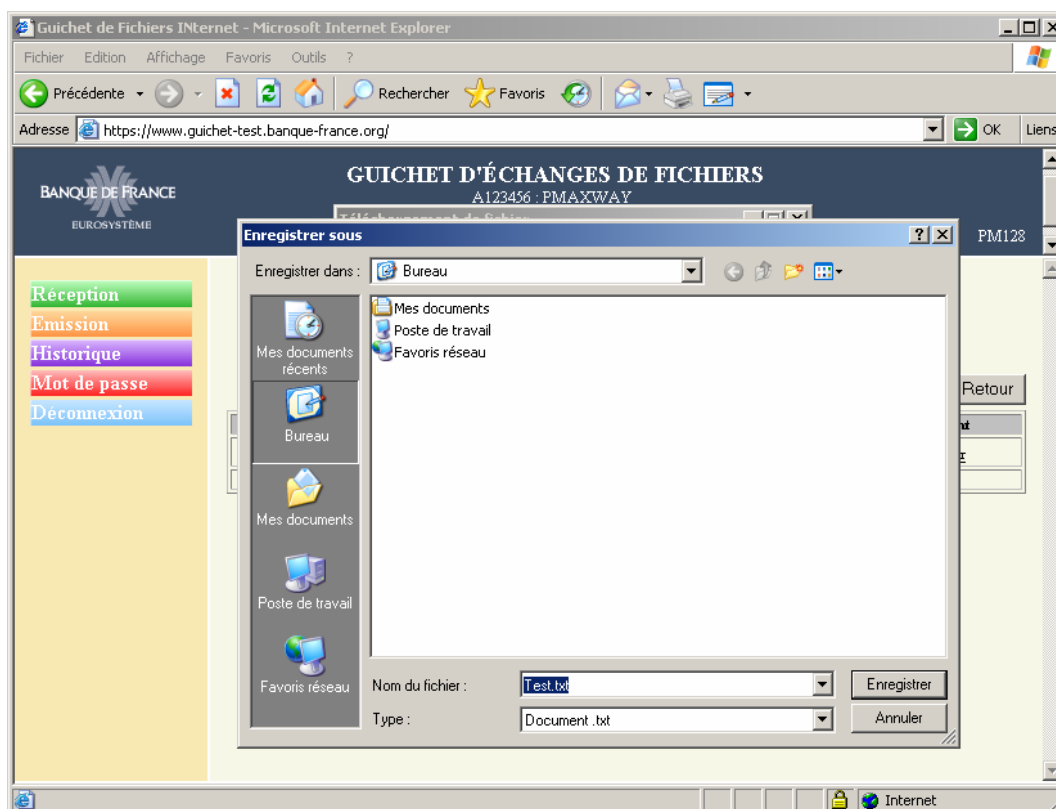 Guichet de Fichiers INternet - Microsoft Internet Explorer
Fichier Edition Affichage Favoris Outils ?
Précédente Rechercher Favoris
Adresse https://www.guichet-test.banque-france.org/ OK Liens
BANQUE DE FRANCE
EUROSYSTÈME
GUICHET D'ÉCHANGES DE FICHIERS
A123456 : PMAXWAY
Téléchargement de fichier
PM128
Enregistrer sous
Enregistrer dans : Bureau
Réception
Emission
Historique
Mot de passe
Déconnexion
Mes documents récents
Bureau
Mes documents
Poste de travail
Favoris réseau
Mes documents
Poste de travail
Favoris réseau
Retour
Nom du fichier : Test.txt Enregistrer
Type : Document .txt Annuler
Internet